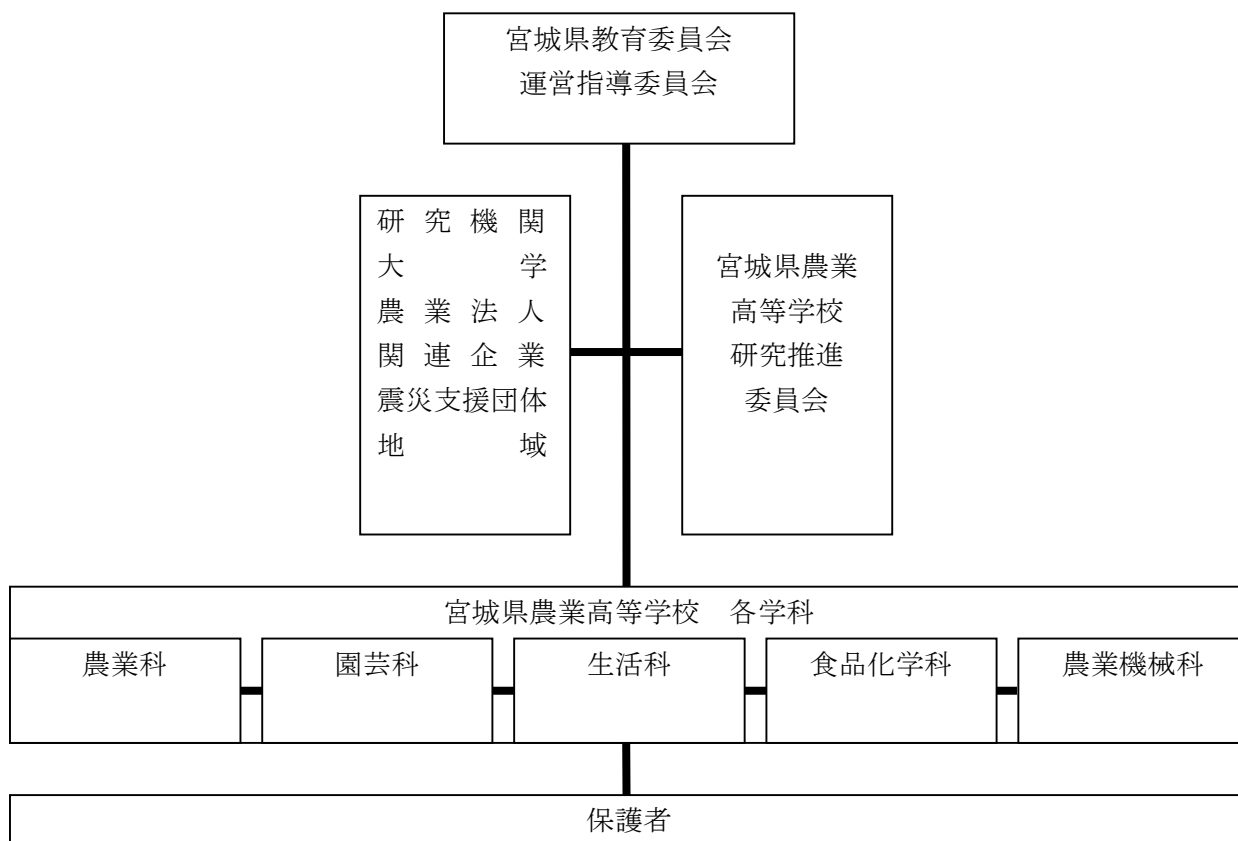 宮城県教育委員会
運営指導委員会
研究機関
大学
農業法人
関連企業
震災支援団体
地域
宮城県農業
高等学校
研究推進
委員会
宮城県農業高等学校　各学科
農業科
園芸科
生活科
食品化学科
農業機械科
保護者